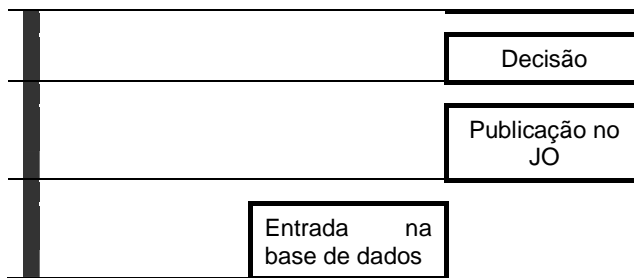 Decisão
Publicação no
JO
Entrada na
base de dados